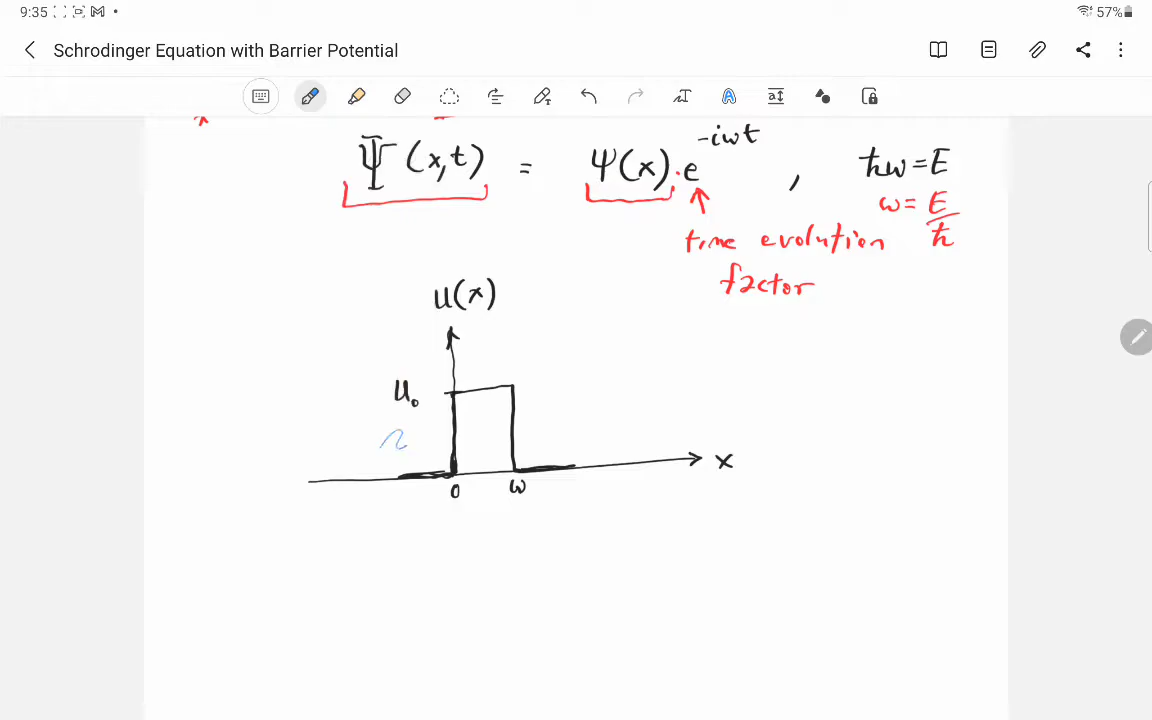 9:35
57%
Schrodinger Equation with Barrier Potential
Ψ(x,t) = ψ(x)·e^{-iωt} , ħω=E
ω= E/ħ
time evolution
factor
U(x)
U₀
x
0 w